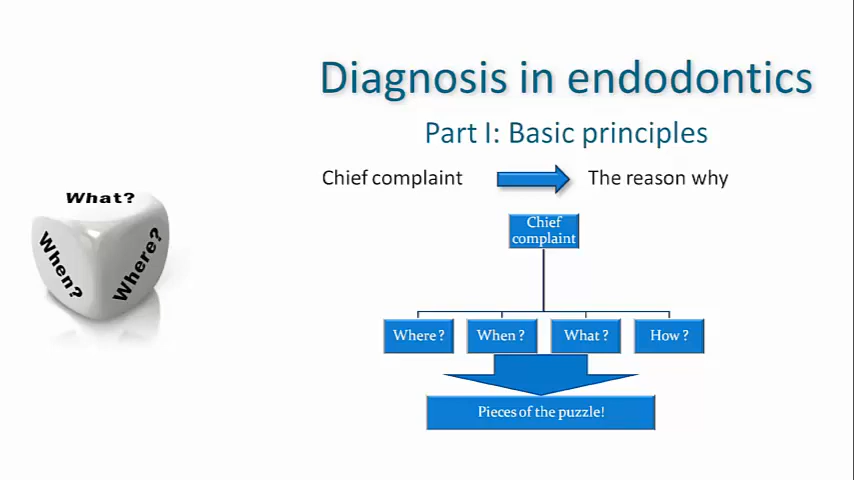 Diagnosis in endodontics
Part I: Basic principles
Chief complaint The reason why
What?
When?
Where?
Chief
complaint
Where? When? What? How?
Pieces of the puzzle!